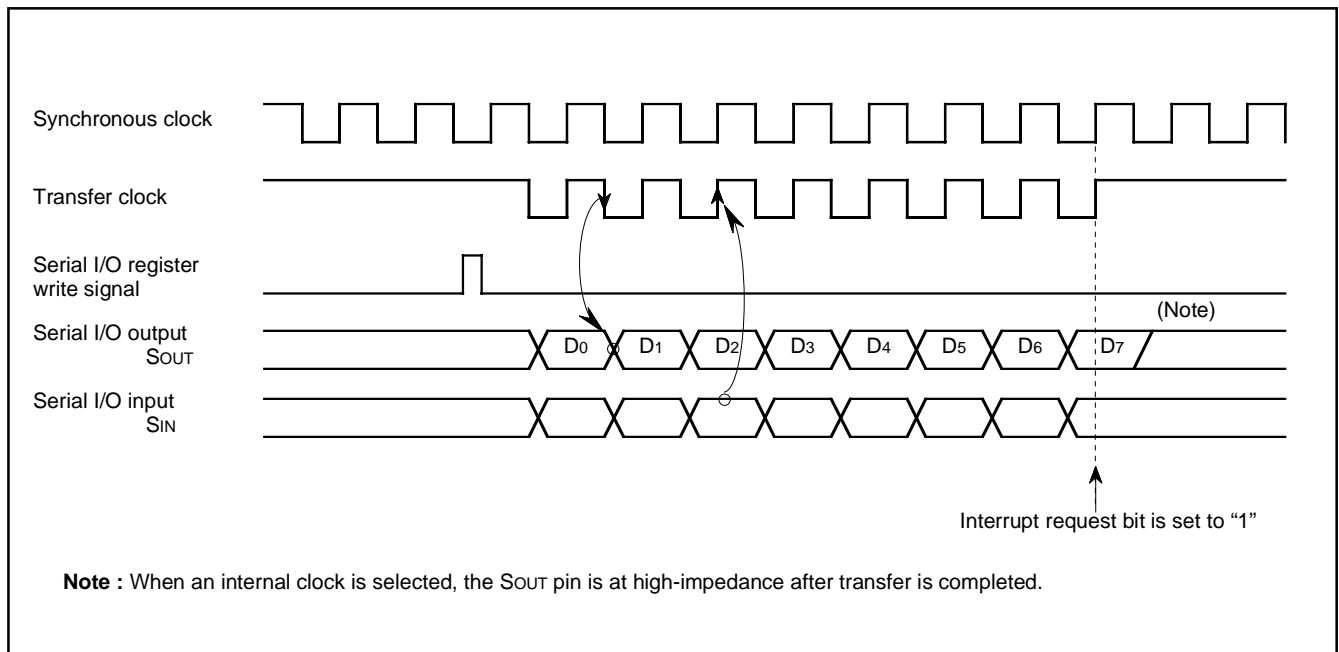 Synchronous clock
Transfer clock
Serial I/O register
write signal
(Note)
Serial I/O output
SOUT
D0 D1 D2 D3 D4 D5 D6 D7
Serial I/O input
SIN
Interrupt request bit is set to “1”
Note : When an internal clock is selected, the SOUT pin is at high-impedance after transfer is completed.